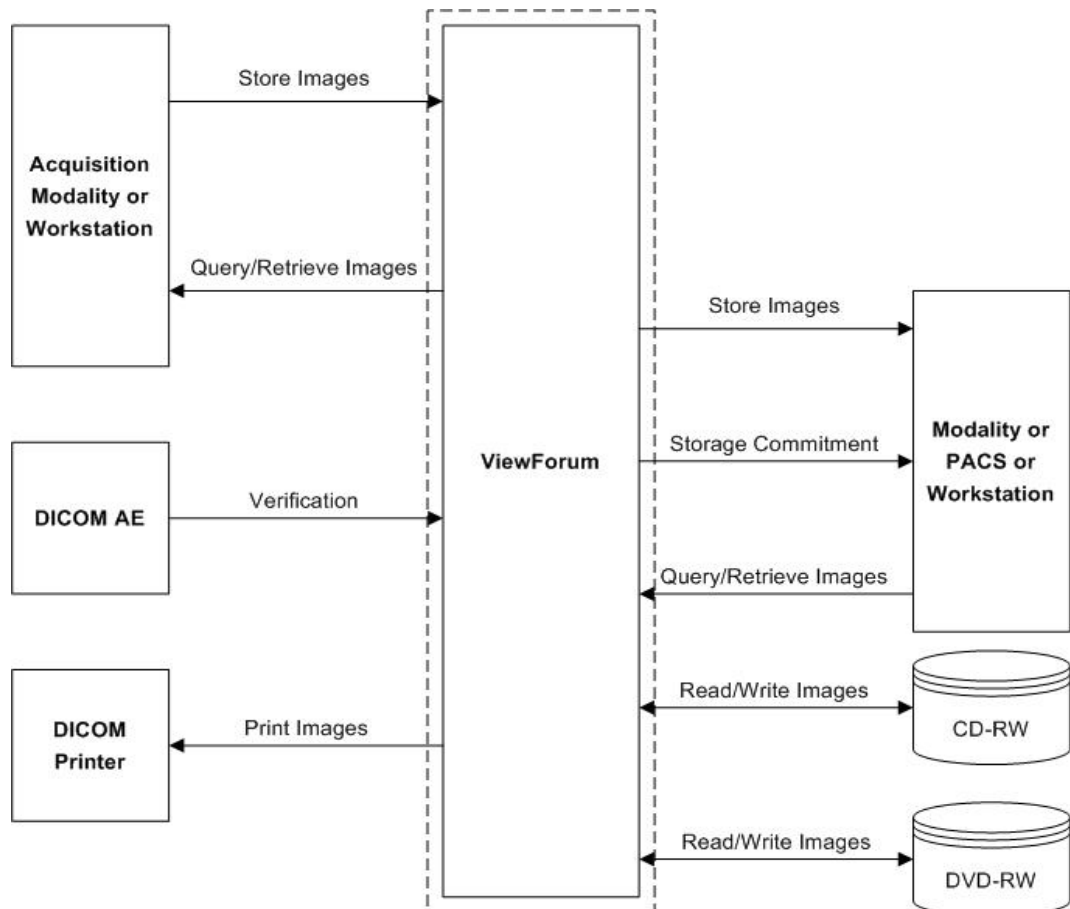 Store Images
Acquisition
Modality or
Workstation
Query/Retrieve Images
Store Images
ViewForum
Storage Commitment
Modality or
PACS or
Workstation
DICOM AE
Verification
Query/Retrieve Images
DICOM
Printer
Print Images
Read/Write Images
CD-RW
Read/Write Images
DVD-RW